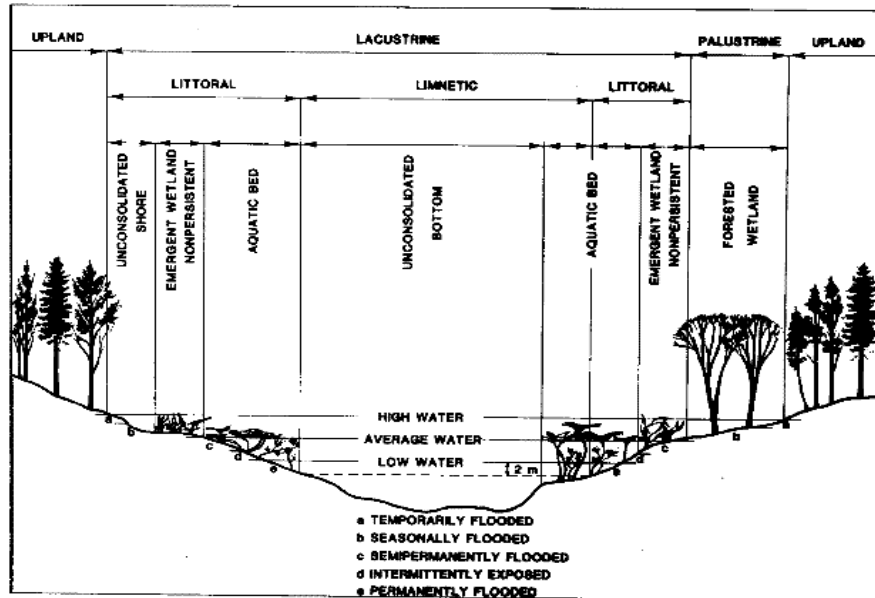 UPLAND
LACUSTRINE
PALUSTRINE
UPLAND
LITTORAL
LIMNETIC
LITTORAL
UNCONSOLIDATED
SHORE
EMERGENT WETLAND
NONPERSISTENT
AQUATIC BED
UNCONSOLIDATED
BOTTOM
AQUATIC BED
EMERGENT WETLAND
NONPERSISTENT
FORESTED
WETLAND
HIGH WATER
AVERAGE WATER
LOW WATER
2 m
a
b
c
d
e
e
d
c
b
a
a TEMPORARILY FLOODED
b SEASONALLY FLOODED
c SEMIPERMANENTLY FLOODED
d INTERMITTENTLY EXPOSED
e PERMANENTLY FLOODED